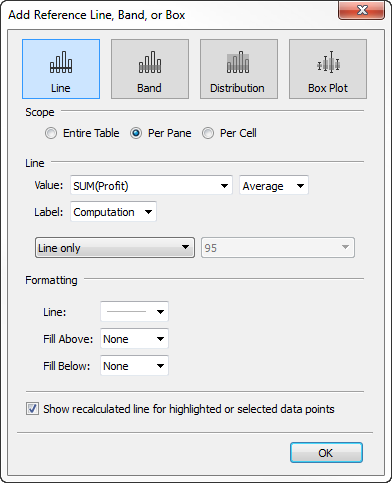 Add Reference Line, Band, or Box
Line Band Distribution Box Plot
Scope
Entire Table Per Pane Per Cell
Line
Value: SUM(Profit) Average
Label: Computation
Line only 95
Formatting
Line:
Fill Above: None
Fill Below: None
Show recalculated line for highlighted or selected data points
OK